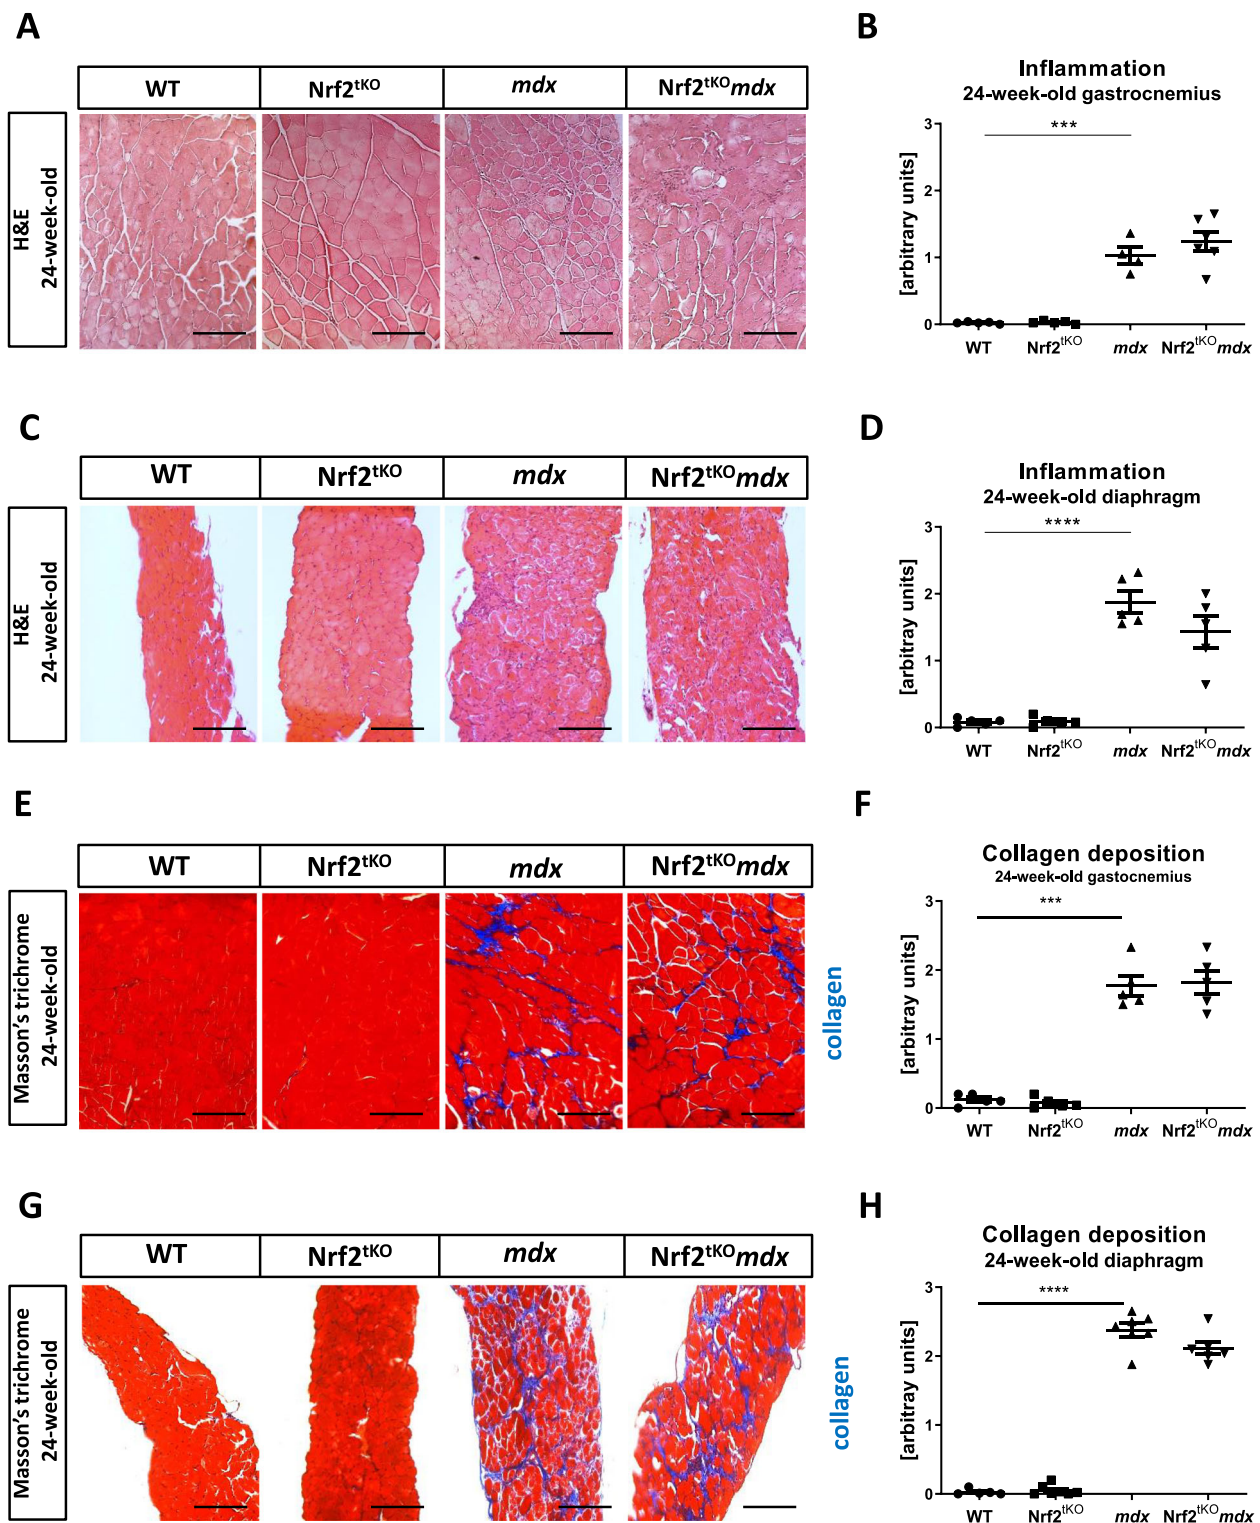 A
WT
Nrf2tKO
mdx
Nrf2tKOmdx
H&E
24-week-old
B
Inflammation
24-week-old gastrocnemius
***
[arbitrary units]
3
2
1
0
WT
Nrf2tKO
mdx
Nrf2tKOmdx
C
WT
Nrf2tKO
mdx
Nrf2tKOmdx
H&E
24-week-old
D
Inflammation
24-week-old diaphragm
****
[arbitray units]
3
2
1
0
WT
Nrf2tKO
mdx
Nrf2tKOmdx
E
WT
Nrf2tKO
mdx
Nrf2tKOmdx
Masson's trichrome
24-week-old
collagen
F
Collagen deposition
24-week-old gastocnemius
***
[arbitray units]
3
2
1
0
WT
Nrf2tKO
mdx
Nrf2tKOmdx
G
WT
Nrf2tKO
mdx
Nrf2tKOmdx
Masson's trichrome
24-week-old
collagen
H
Collagen deposition
24-week-old diaphragm
****
[arbitray units]
3
2
1
0
WT
Nrf2tKO
mdx
Nrf2tKOmdx